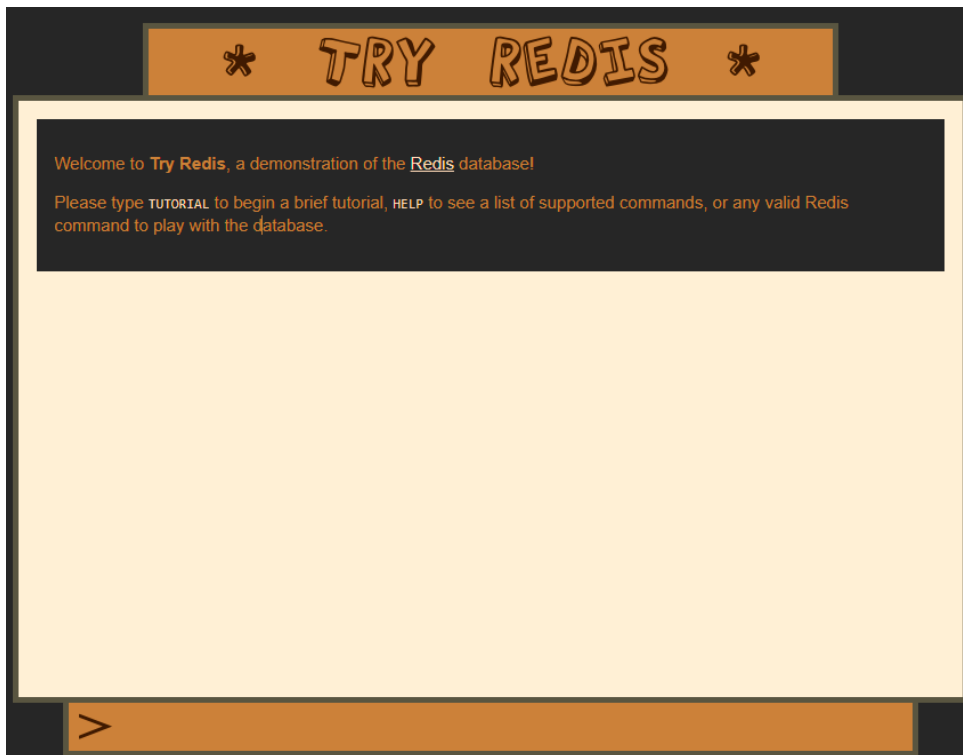 * TRY REDIS *
Welcome to Try Redis, a demonstration of the Redis database!
Please type TUTORIAL to begin a brief tutorial, HELP to see a list of supported commands, or any valid Redis
command to play with the database.
>